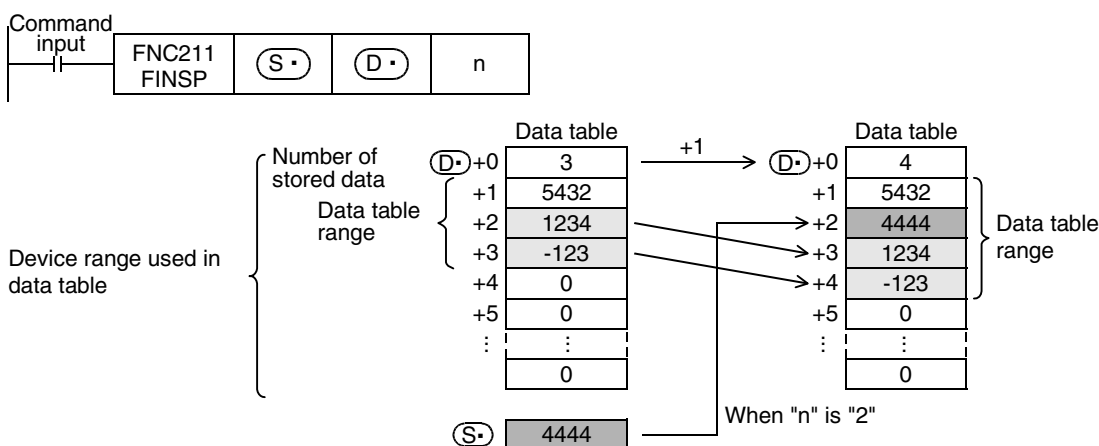 Command
input
FNC211
FINSP
S・
D・
n
Data table
Data table
Number of
stored data
D・ +0
3
+1
D・ +0
4
Data table
range
+1
5432
+1
5432
+2
1234
+2
4444
Data table
range
+3
-123
+3
1234
Device range used in
data table
+4
0
+4
-123
+5
0
+5
0
⋮
⋮
⋮
⋮
0
0
When "n" is "2"
S・
4444